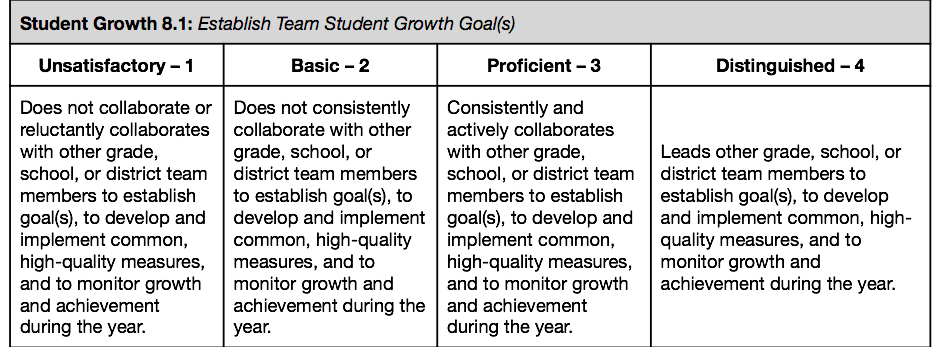 Student Growth 8.1: Establish Team Student Growth Goal(s)
Unsatisfactory – 1
Basic – 2
Proficient – 3
Distinguished – 4
Does not collaborate or
reluctantly collaborates
with other grade,
school, or district team
members to establish
goal(s), to develop and
implement common,
high-quality measures,
and to monitor growth
and achievement
during the year.
Does not consistently
collaborate with other
grade, school, or
district team members
to establish goal(s), to
develop and implement
common, high-quality
measures, and to
monitor growth and
achievement during the
year.
Consistently and
actively collaborates
with other grade,
school, or district team
members to establish
goal(s), to develop and
implement common,
high-quality measures,
and to monitor growth
and achievement
during the year.
Leads other grade, school, or
district team members to
establish goal(s), to develop
and implement common, high-
quality measures, and to
monitor growth and
achievement during the year.